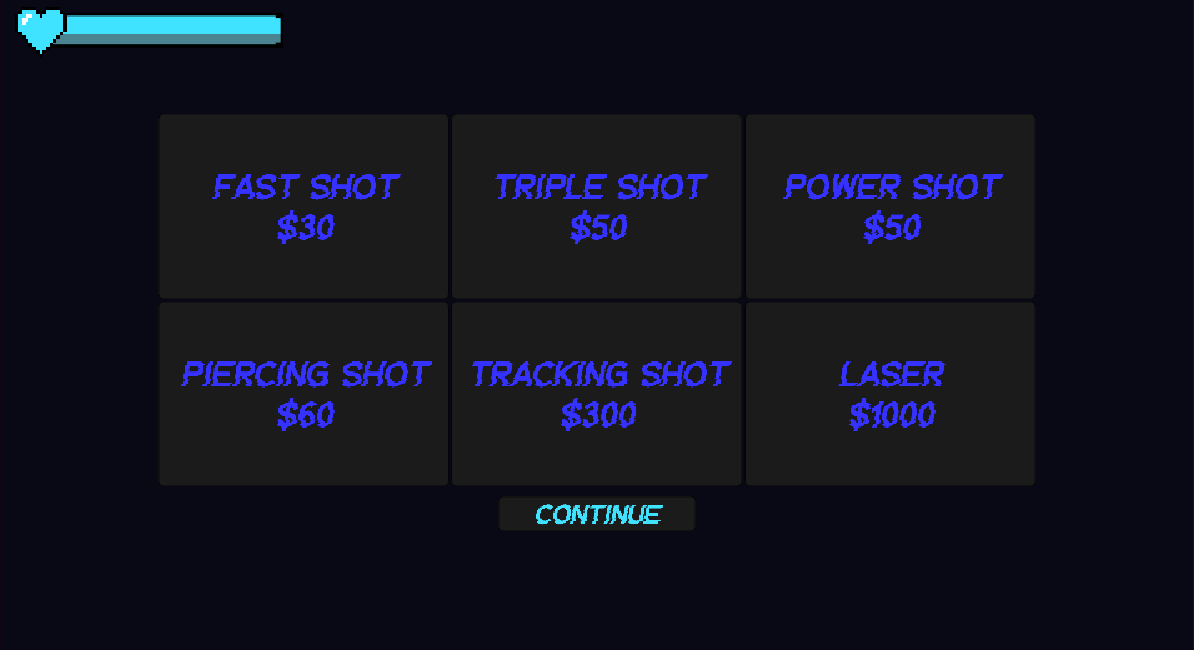 FAST SHOT
$30
TRIPLE SHOT
$50
POWER SHOT
$50
PIERCING SHOT
$60
TRACKING SHOT
$300
LASER
$1000
CONTINUE